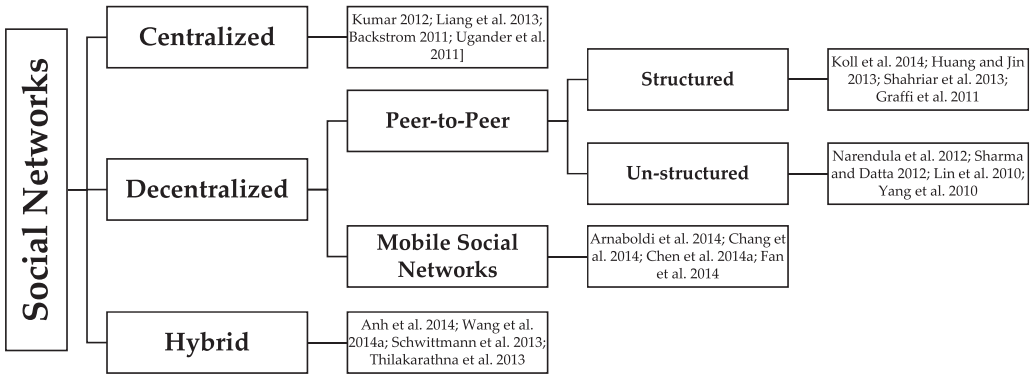 Social Networks
Centralized
Kumar 2012; Liang et al. 2013;
Backstrom 2011; Ugander et al.
2011]
Decentralized
Peer-to-Peer
Structured
Koll et al. 2014; Huang and Jin
2013; Shahriar et al. 2013;
Graffi et al. 2011
Un-structured
Narendula et al. 2012; Sharma
and Datta 2012; Lin et al. 2010;
Yang et al. 2010
Mobile Social
Networks
Arnaboldi et al. 2014; Chang et
al. 2014; Chen et al. 2014a; Fan
et al. 2014
Hybrid
Anh et al. 2014; Wang et al.
2014a; Schwittmann et al. 2013;
Thilakarathna et al. 2013